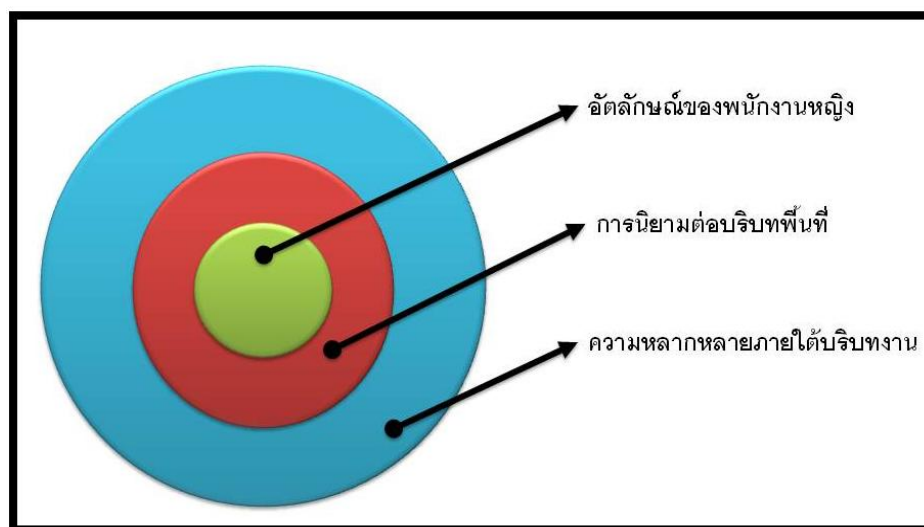 อัตลักษณ์ของพนักงานหญิง
การนิยามต่อบริบทพื้นที่
ความหลากหลายภายใต้บริบทงาน